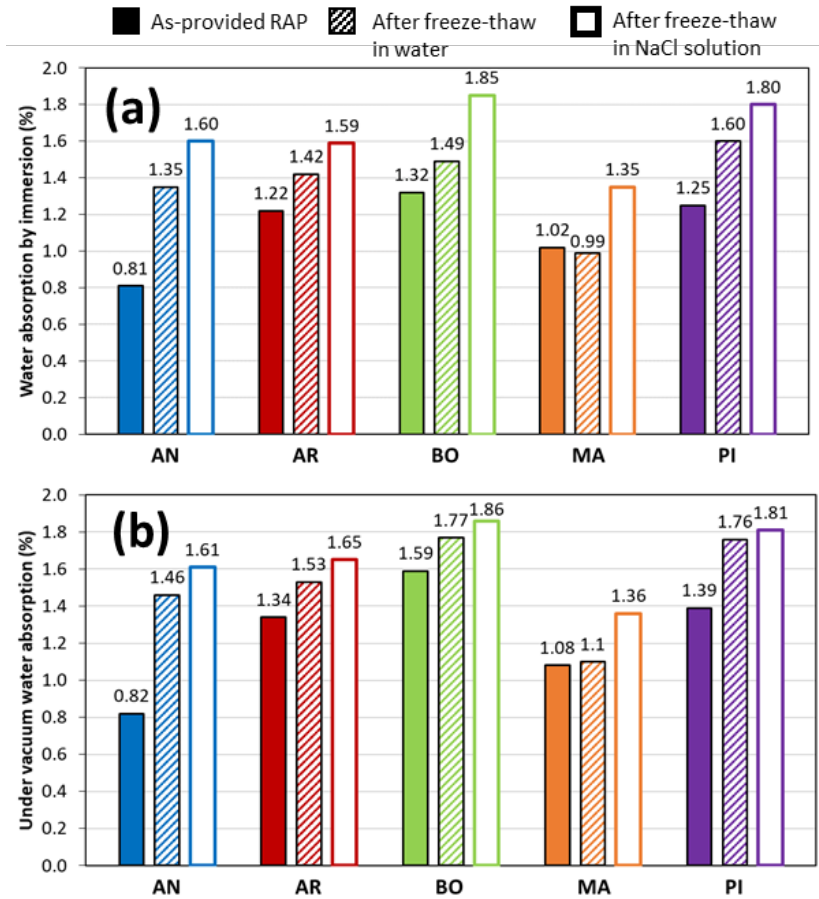 As-provided RAP
After freeze-thaw
in water
After freeze-thaw
in NaCl solution
(a)
Water absorption by immersion (%)
2.0
1.8
1.6
1.4
1.2
1.0
0.8
0.6
0.4
0.2
0.0
0.81
1.35
1.60
1.22
1.42
1.59
1.32
1.49
1.85
1.02
0.99
1.35
1.25
1.60
1.80
AN
AR
BO
MA
PI
(b)
Under vacuum water absorption (%)
2.0
1.8
1.6
1.4
1.2
1.0
0.8
0.6
0.4
0.2
0.0
0.82
1.46
1.61
1.34
1.53
1.65
1.59
1.77
1.86
1.08
1.1
1.36
1.39
1.76
1.81
AN
AR
BO
MA
PI